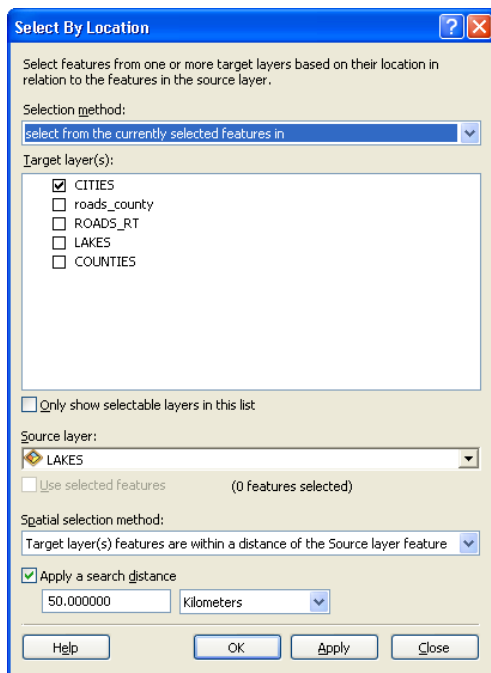 Select By Location
Select features from one or more target layers based on their location in
relation to the features in the source layer.
Selection method:
select from the currently selected features in
Target layer(s):
CITIES
roads_county
ROADS_RT
LAKES
COUNTIES
Only show selectable layers in this list
Source layer:
LAKES
Use selected features (0 features selected)
Spatial selection method:
Target layer(s) features are within a distance of the Source layer feature
Apply a search distance
50.000000 Kilometers
Help OK Apply Close